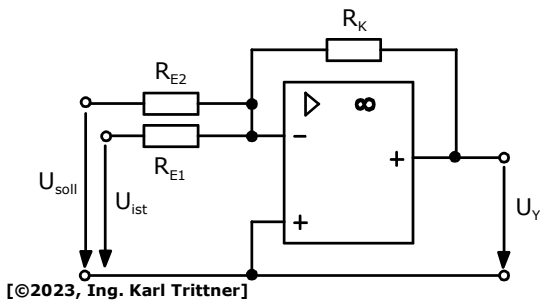 R_K
R_E2
▷ ∞
−
R_E1
+
U_soll
U_ist
+
U_Y
[©2023, Ing. Karl Trittner]